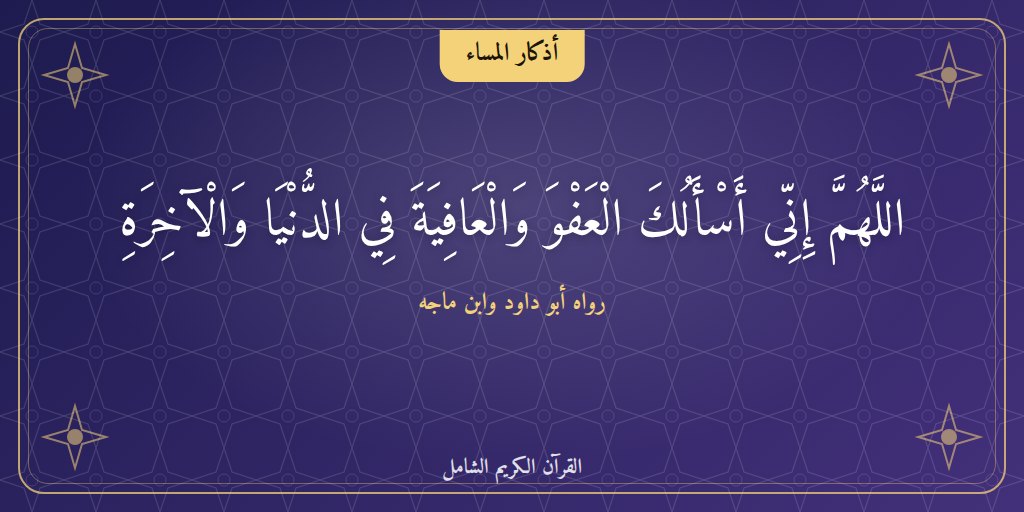 أذكار المساء
اللَّهُمَّ إِنِّي أَسْأَلُكَ الْعَفْوَ وَالْعَافِيَةَ فِي الدُّنْيَا وَالْآخِرَةِ
رواه أبو داود وابن ماجه
القرآن الكريم الشامل